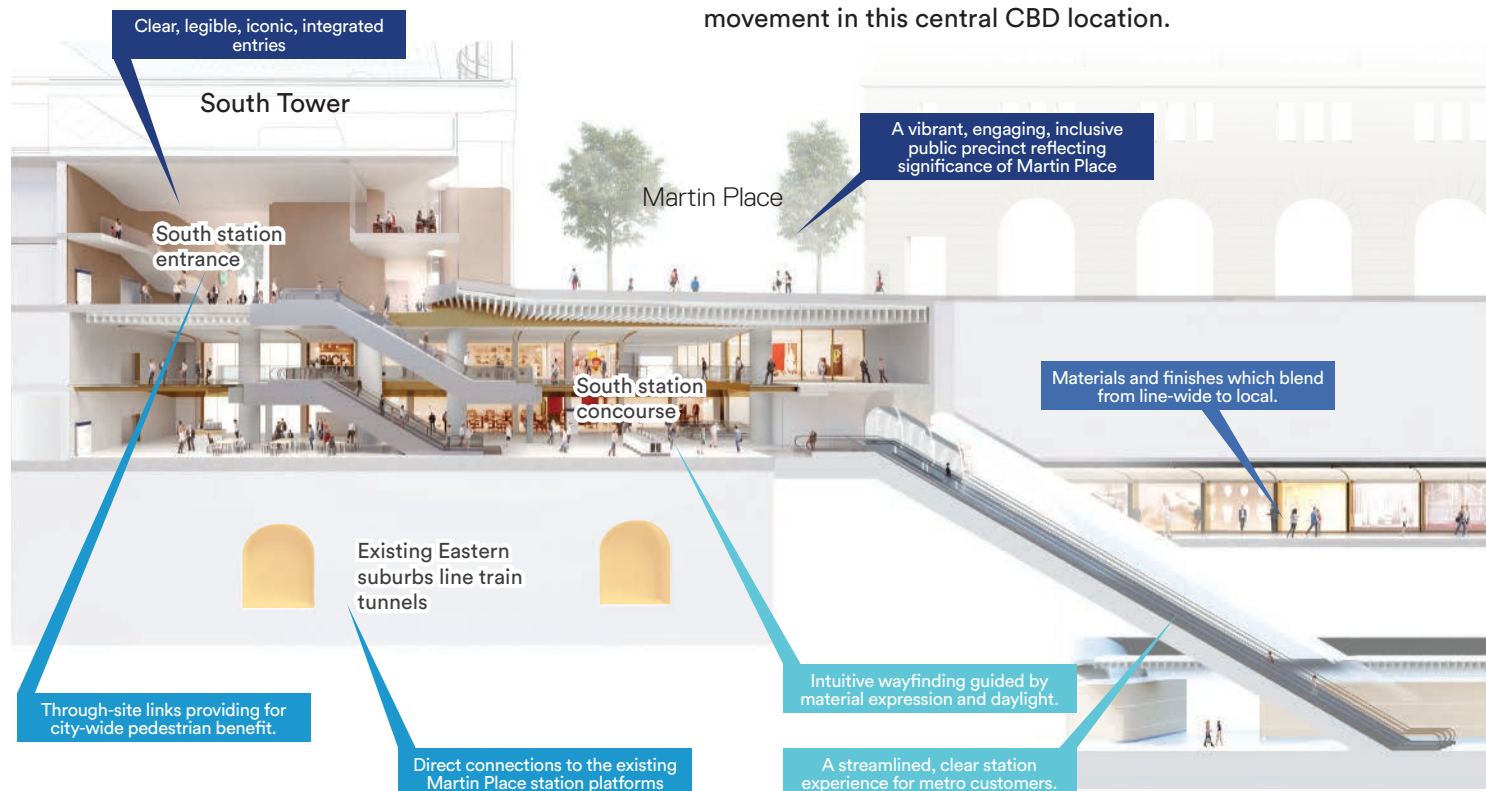 movement in this central CBD location.
Clear, legible, iconic, integrated
entries
South Tower
A vibrant, engaging, inclusive
public precinct reflecting
significance of Martin Place
Martin Place
South station
entrance
South station
concourse
Materials and finishes which blend
from line-wide to local.
Existing Eastern
suburbs line train
tunnels
Through-site links providing for
city-wide pedestrian benefit.
Intuitive wayfinding guided by
material expression and daylight.
Direct connections to the existing
Martin Place station platforms
A streamlined, clear station
experience for metro customers.